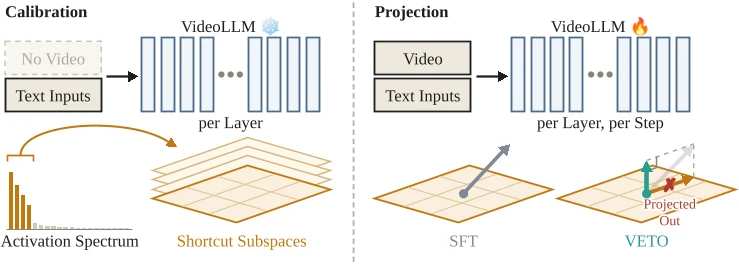 Calibration
VideoLLM
No Video
Text Inputs
per Layer
Activation Spectrum
Shortcut Subspaces
Projection
VideoLLM
Video
Text Inputs
per Layer, per Step
SFT
Projected
Out
VETO